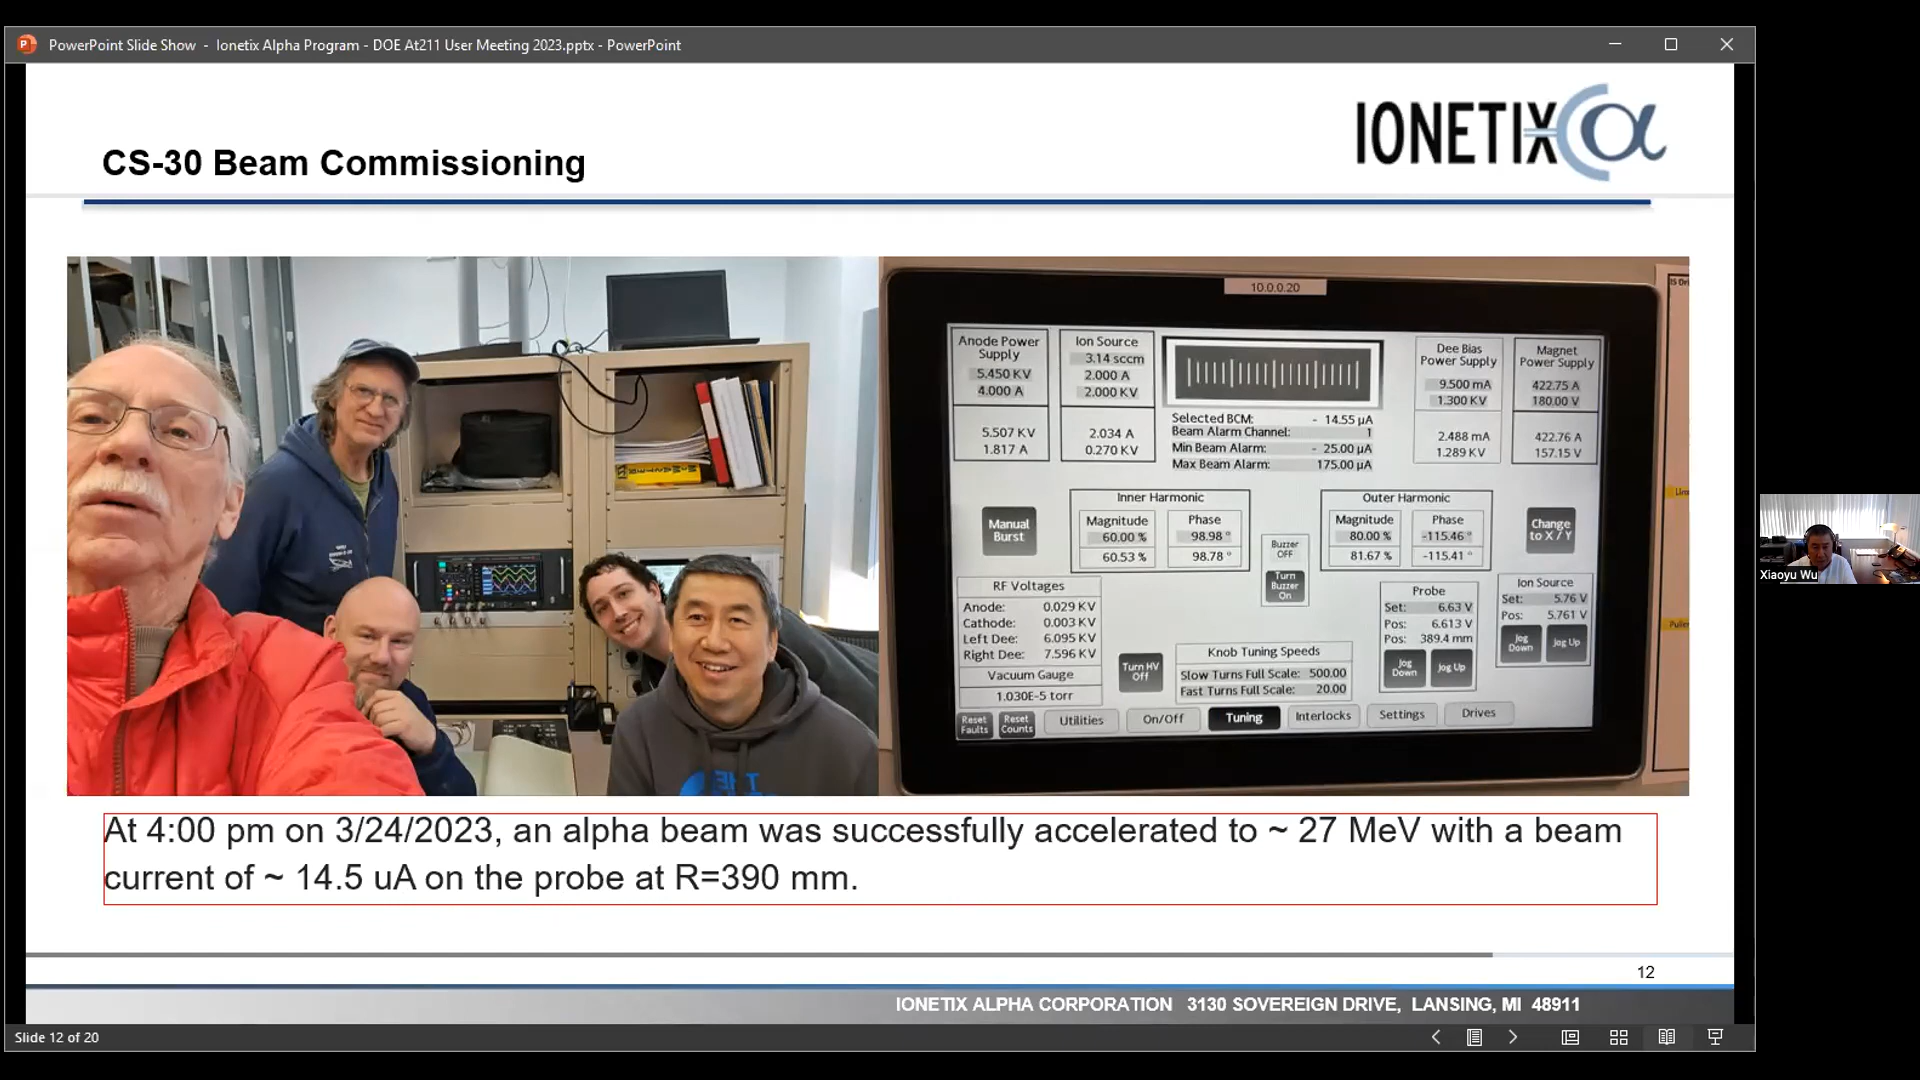 PowerPoint Slide Show - Ionetix Alpha Program - DOE At211 User Meeting 2023.pptx - PowerPoint
IONETIX α
CS-30 Beam Commissioning
10.0.0.20
Anode Power
Supply
5.450 KV
4.000 A
5.507 KV
1.817 A
Ion Source
3.14 sccm
2.000 A
2.000 KV
2.034 A
0.270 KV
Selected BCM: - 14.55 µA
Beam Alarm Channel: 1
Min Beam Alarm: - 25.00 µA
Max Beam Alarm: 175.00 µA
Dee Bias
Power Supply
9.500 mA
1.300 KV
2.488 mA
1.289 KV
Magnet
Power Supply
422.75 A
180.00 V
422.76 A
157.15 V
Manual
Burst
Inner Harmonic
Magnitude Phase
60.00 % 98.98 °
60.53 % 98.78 °
Buzzer
OFF
Turn
Buzzer
On
Outer Harmonic
Magnitude Phase
80.00 % -115.46 °
81.67 % -115.41 °
Change
to X / Y
RF Voltages
Anode: 0.029 KV
Cathode: 0.003 KV
Left Dee: 6.095 KV
Right Dee: 7.596 KV
Vacuum Gauge
1.030E-5 torr
Turn HV
Off
Knob Tuning Speeds
Slow Turns Full Scale: 500.00
Fast Turns Full Scale: 20.00
Probe
Set: 6.63 V
Pos: 6.613 V
Pos: 389.4 mm
Jog
Down
Jog Up
Ion Source
Set: 5.76 V
Pos: 5.761 V
Jog
Down
Jog Up
Reset
Faults
Reset
Counts
Utilities
On/Off
Tuning
Interlocks
Settings
Drives
Xiaoyu Wu
At 4:00 pm on 3/24/2023, an alpha beam was successfully accelerated to ~ 27 MeV with a beam
current of ~ 14.5 uA on the probe at R=390 mm.
12
IONETIX ALPHA CORPORATION 3130 SOVEREIGN DRIVE, LANSING, MI 48911
Slide 12 of 20